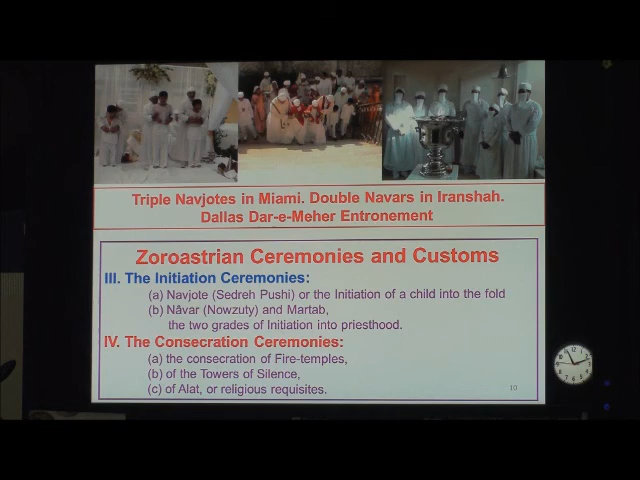 Triple Navjotes in Miami. Double Navars in Iranshah.
Dallas Dar-e-Meher Entronement
Zoroastrian Ceremonies and Customs
III. The Initiation Ceremonies:
(a) Navjote (Sedreh Pushi) or the Initiation of a child into the fold
(b) Nâvar (Nowzuty) and Martab,
the two grades of Initiation into priesthood.
IV. The Consecration Ceremonies:
(a) the consecration of Fire-temples,
(b) of the Towers of Silence,
(c) of Alat, or religious requisites.
10